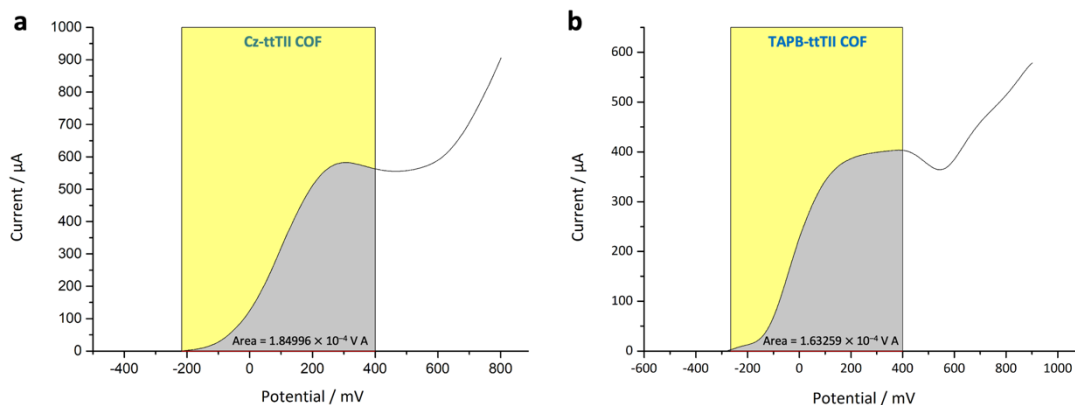 a
Cz-ttTII COF
1000
900
800
700
600
500
400
300
200
100
0
Current / µA
Area = 1.84996 × 10⁻⁴ V A
-400 -200 0 200 400 600 800
Potential / mV
b
TAPB-ttTII COF
600
500
400
300
200
100
0
Current / µA
Area = 1.63259 × 10⁻⁴ V A
-600 -400 -200 0 200 400 600 800 1000
Potential / mV